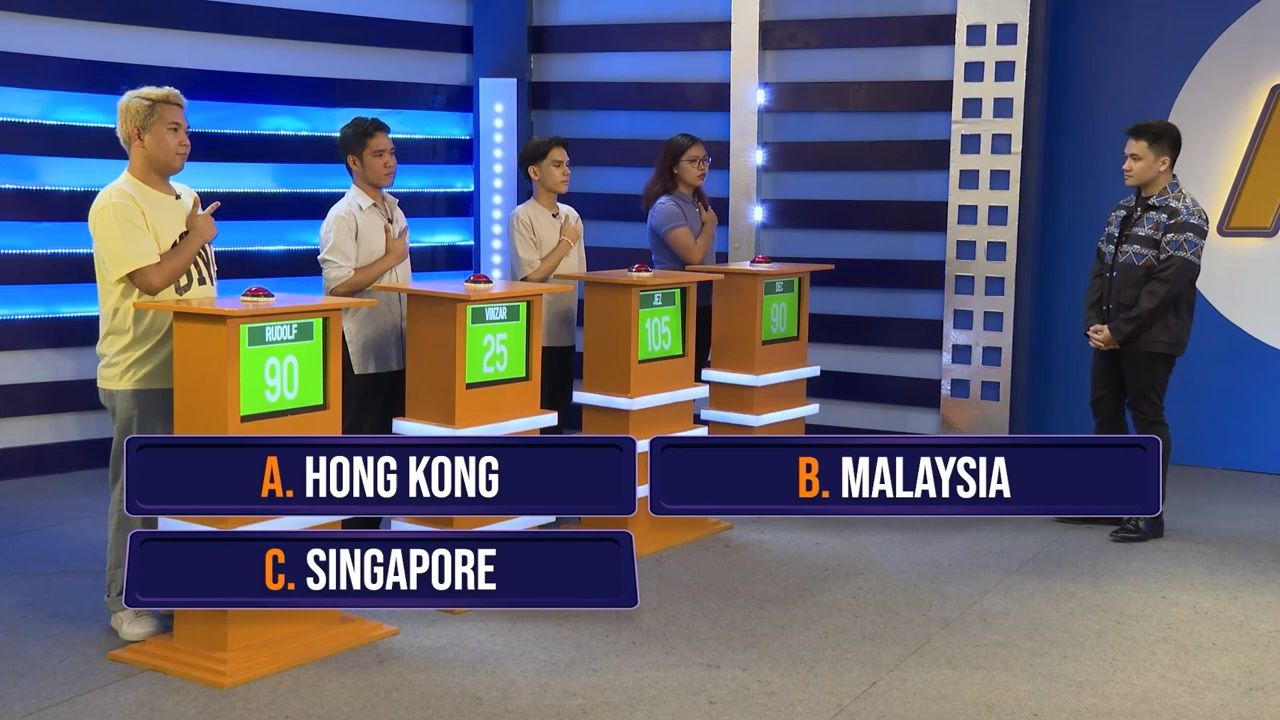 RUDOLF
90
VINZAR
25
JEZ
105
DEC
90
A. HONG KONG
B. MALAYSIA
C. SINGAPORE